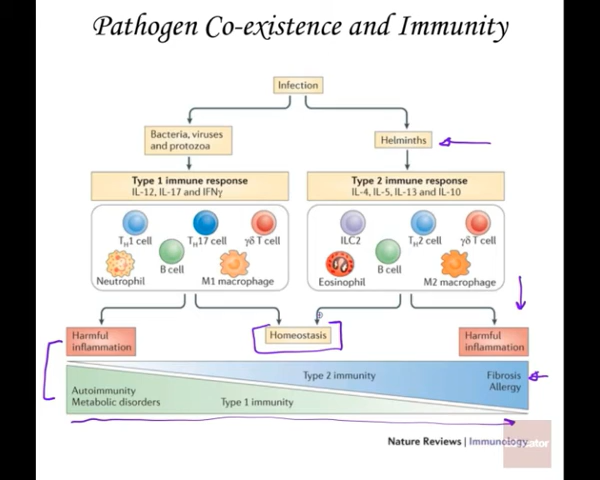 Pathogen Co-existence and Immunity
Infection
Bacteria, viruses
and protozoa
Helminths
Type 1 immune response
IL-12, IL-17 and IFNγ
Type 2 immune response
IL-4, IL-5, IL-13 and IL-10
TH1 cell
TH17 cell
γδ T cell
B cell
Neutrophil
M1 macrophage
ILC2
TH2 cell
γδ T cell
B cell
Eosinophil
M2 macrophage
Harmful
inflammation
Homeostasis
Harmful
inflammation
Type 2 immunity
Fibrosis
Allergy
Autoimmunity
Metabolic disorders
Type 1 immunity
Nature Reviews | Immunology